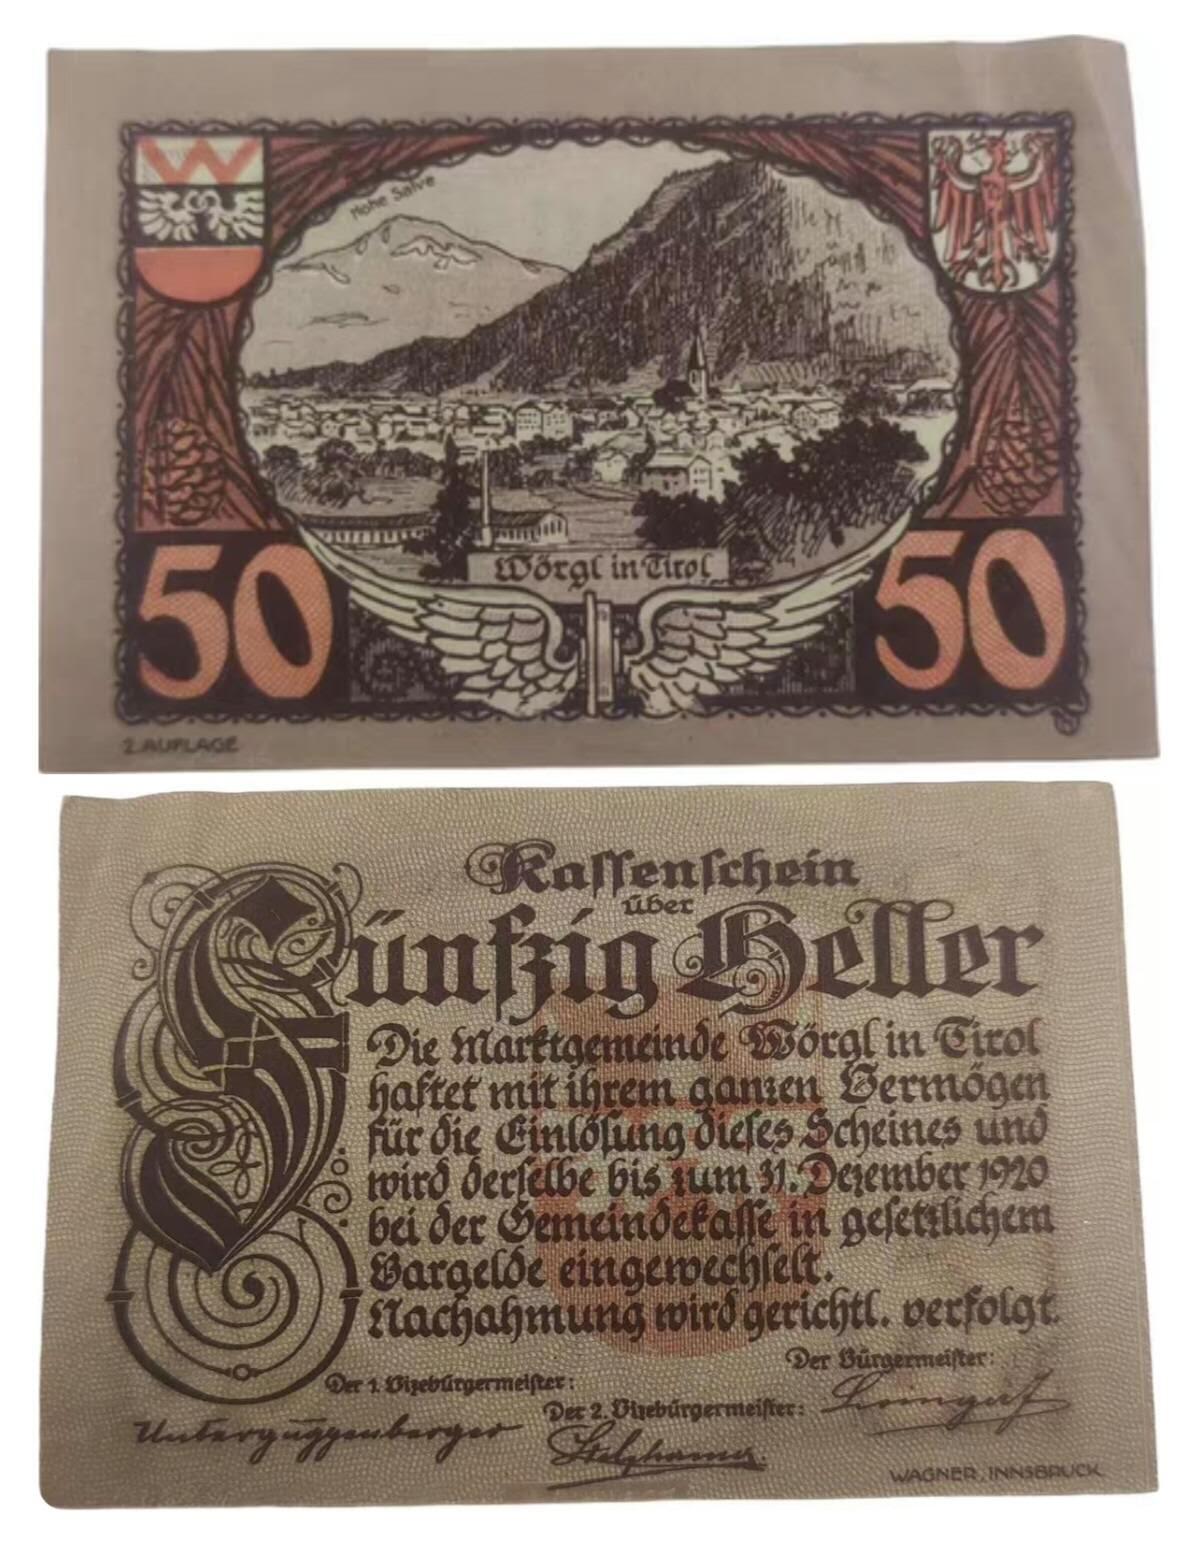 W
Hohe Salve
Wörgl in Tirol
50
50
2. AUFLAGE
Kassenschein
über
Fünfzig Heller
Die Marktgemeinde Wörgl in Tirol
haftet mit ihrem ganzen Vermögen
für die Einlösung dieses Scheines und
wird derselbe bis zum 31. Dezember 1920
bei der Gemeindekasse in gesetzlichem
Bargelde eingewechselt.
Nachahmung wird gerichtl. verfolgt.
Der Bürgermeister:
Der 1. Vizebürgermeister:
Der 2. Vizebürgermeister:
Unterguggenberger
WAGNER, INNSBRUCK